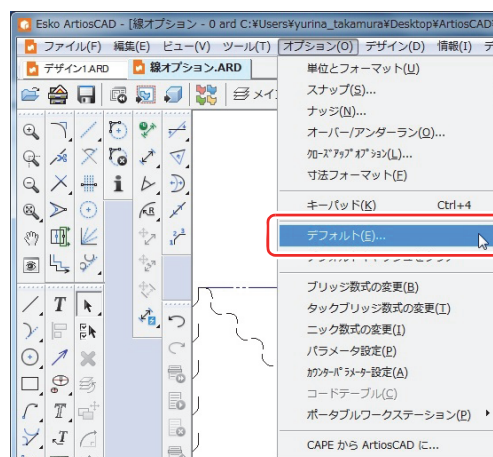 Esko ArtiosCAD - [線オプション - 0 ard C:¥Users¥yurina_takamura¥Desktop¥ArtiosCAD
ファイル(F) 編集(E) ビュー(V) ツール(T) オプション(O) デザイン(D) 情報(I) デ
デザイン1.ARD 線オプション.ARD
メイ
単位とフォーマット(U)
スナップ(S)...
ナッジ(N)...
オーバー/アンダーラン(O)...
クローズアップオプション(L)...
寸法フォーマット(F)
キーパッド(K) Ctrl+4
デフォルト(E)...
ブリッジ数式の変更(B)
タックブリッジ数式の変更(T)
ニック数式の変更(I)
パラメータ設定(P)
カウンターパラメーター設定(A)
コードテーブル(C)
ポータブルワークステーション(P)
CAPE から ArtiosCAD に...